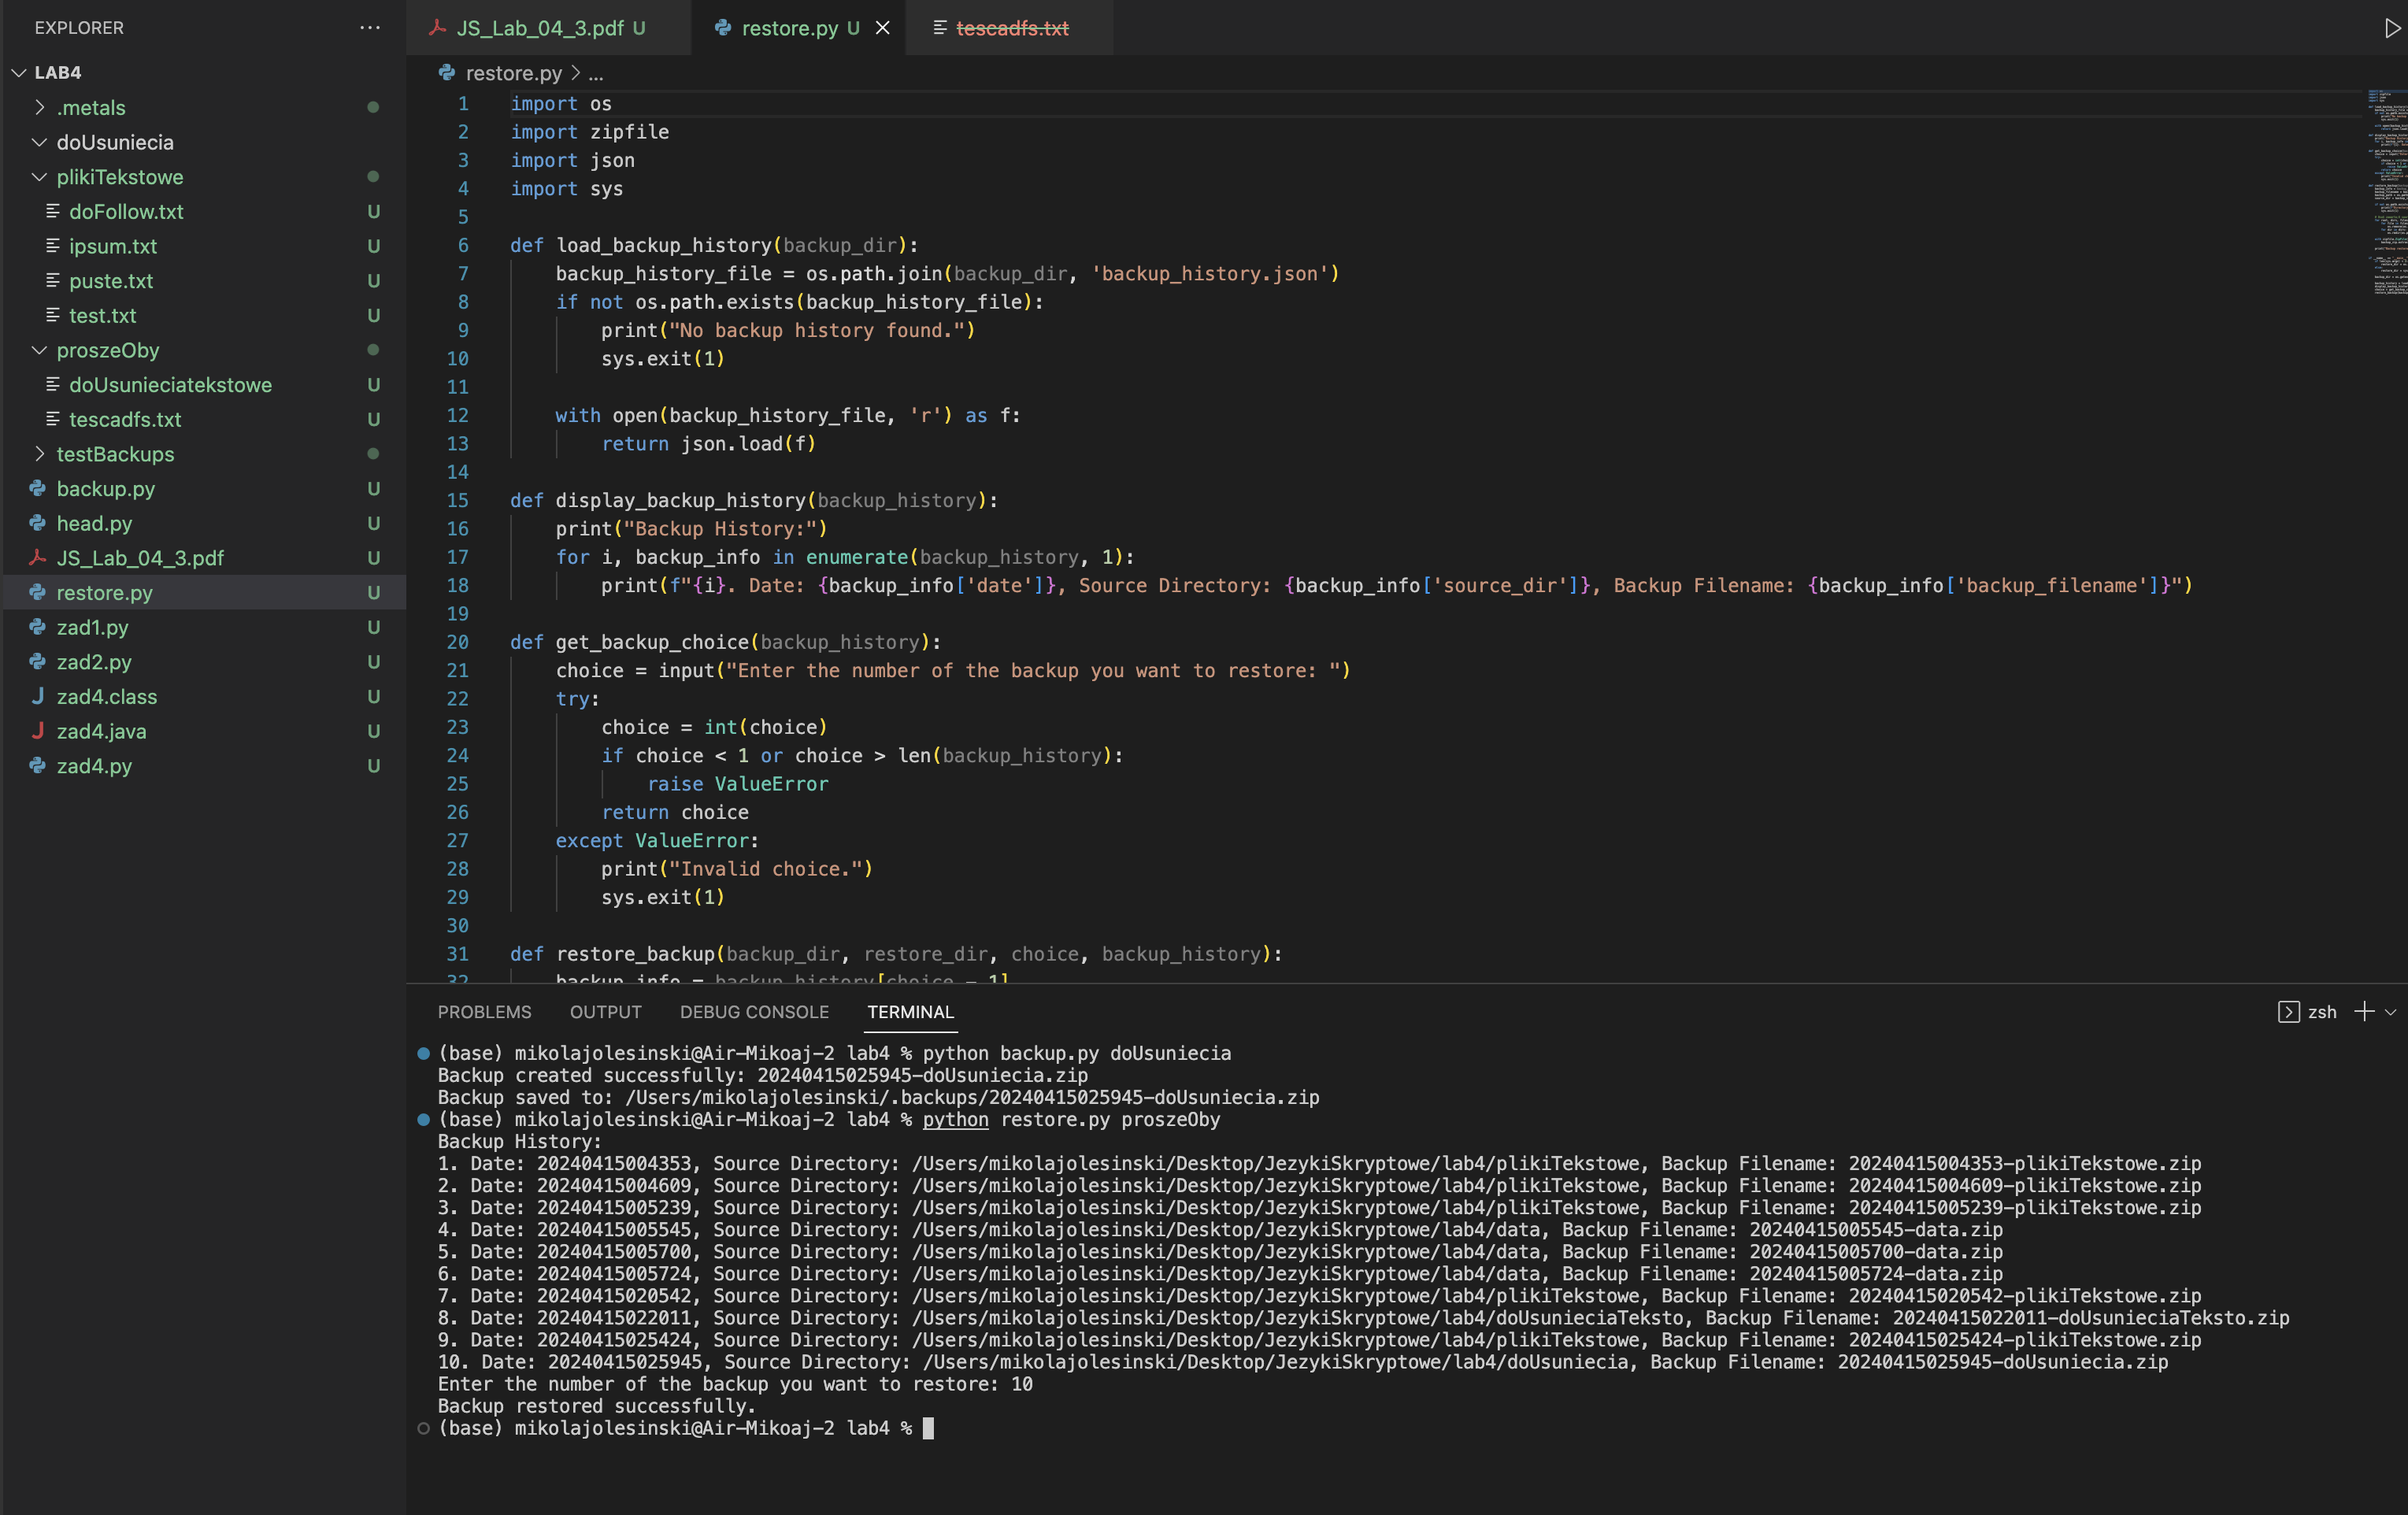 EXPLORER
LAB4
.metals
doUsuniecia
plikiTekstowe
doFollow.txt U
ipsum.txt U
puste.txt U
test.txt U
proszeOby
doUsunieciatekstowe U
tescadfs.txt U
testBackups
backup.py U
head.py U
JS_Lab_04_3.pdf U
restore.py U
zad1.py U
zad2.py U
zad4.class U
zad4.java U
zad4.py U
JS_Lab_04_3.pdf U restore.py U tescadfs.txt
restore.py > ...
1 import os
2 import zipfile
3 import json
4 import sys
5
6 def load_backup_history(backup_dir):
7 backup_history_file = os.path.join(backup_dir, 'backup_history.json')
8 if not os.path.exists(backup_history_file):
9 print("No backup history found.")
10 sys.exit(1)
11
12 with open(backup_history_file, 'r') as f:
13 return json.load(f)
14
15 def display_backup_history(backup_history):
16 print("Backup History:")
17 for i, backup_info in enumerate(backup_history, 1):
18 print(f"{i}. Date: {backup_info['date']}, Source Directory: {backup_info['source_dir']}, Backup Filename: {backup_info['backup_filename']}")
19
20 def get_backup_choice(backup_history):
21 choice = input("Enter the number of the backup you want to restore: ")
22 try:
23 choice = int(choice)
24 if choice < 1 or choice > len(backup_history):
25 raise ValueError
26 return choice
27 except ValueError:
28 print("Invalid choice.")
29 sys.exit(1)
30
31 def restore_backup(backup_dir, restore_dir, choice, backup_history):
32 backup_info = backup_history[choice - 1]
PROBLEMS OUTPUT DEBUG CONSOLE TERMINAL zsh
(base) mikolajolesinski@Air-Mikoaj-2 lab4 % python backup.py doUsuniecia
Backup created successfully: 20240415025945-doUsuniecia.zip
Backup saved to: /Users/mikolajolesinski/.backups/20240415025945-doUsuniecia.zip
(base) mikolajolesinski@Air-Mikoaj-2 lab4 % python restore.py proszeOby
Backup History:
1. Date: 20240415004353, Source Directory: /Users/mikolajolesinski/Desktop/JezykiSkryptowe/lab4/plikiTekstowe, Backup Filename: 20240415004353-plikiTekstowe.zip
2. Date: 20240415004609, Source Directory: /Users/mikolajolesinski/Desktop/JezykiSkryptowe/lab4/plikiTekstowe, Backup Filename: 20240415004609-plikiTekstowe.zip
3. Date: 20240415005239, Source Directory: /Users/mikolajolesinski/Desktop/JezykiSkryptowe/lab4/plikiTekstowe, Backup Filename: 20240415005239-plikiTekstowe.zip
4. Date: 20240415005545, Source Directory: /Users/mikolajolesinski/Desktop/JezykiSkryptowe/lab4/data, Backup Filename: 20240415005545-data.zip
5. Date: 20240415005700, Source Directory: /Users/mikolajolesinski/Desktop/JezykiSkryptowe/lab4/data, Backup Filename: 20240415005700-data.zip
6. Date: 20240415005724, Source Directory: /Users/mikolajolesinski/Desktop/JezykiSkryptowe/lab4/data, Backup Filename: 20240415005724-data.zip
7. Date: 20240415020542, Source Directory: /Users/mikolajolesinski/Desktop/JezykiSkryptowe/lab4/plikiTekstowe, Backup Filename: 20240415020542-plikiTekstowe.zip
8. Date: 20240415022011, Source Directory: /Users/mikolajolesinski/Desktop/JezykiSkryptowe/lab4/doUsunieciaTeksto, Backup Filename: 20240415022011-doUsunieciaTeksto.zip
9. Date: 20240415025424, Source Directory: /Users/mikolajolesinski/Desktop/JezykiSkryptowe/lab4/plikiTekstowe, Backup Filename: 20240415025424-plikiTekstowe.zip
10. Date: 20240415025945, Source Directory: /Users/mikolajolesinski/Desktop/JezykiSkryptowe/lab4/doUsuniecia, Backup Filename: 20240415025945-doUsuniecia.zip
Enter the number of the backup you want to restore: 10
Backup restored successfully.
(base) mikolajolesinski@Air-Mikoaj-2 lab4 %